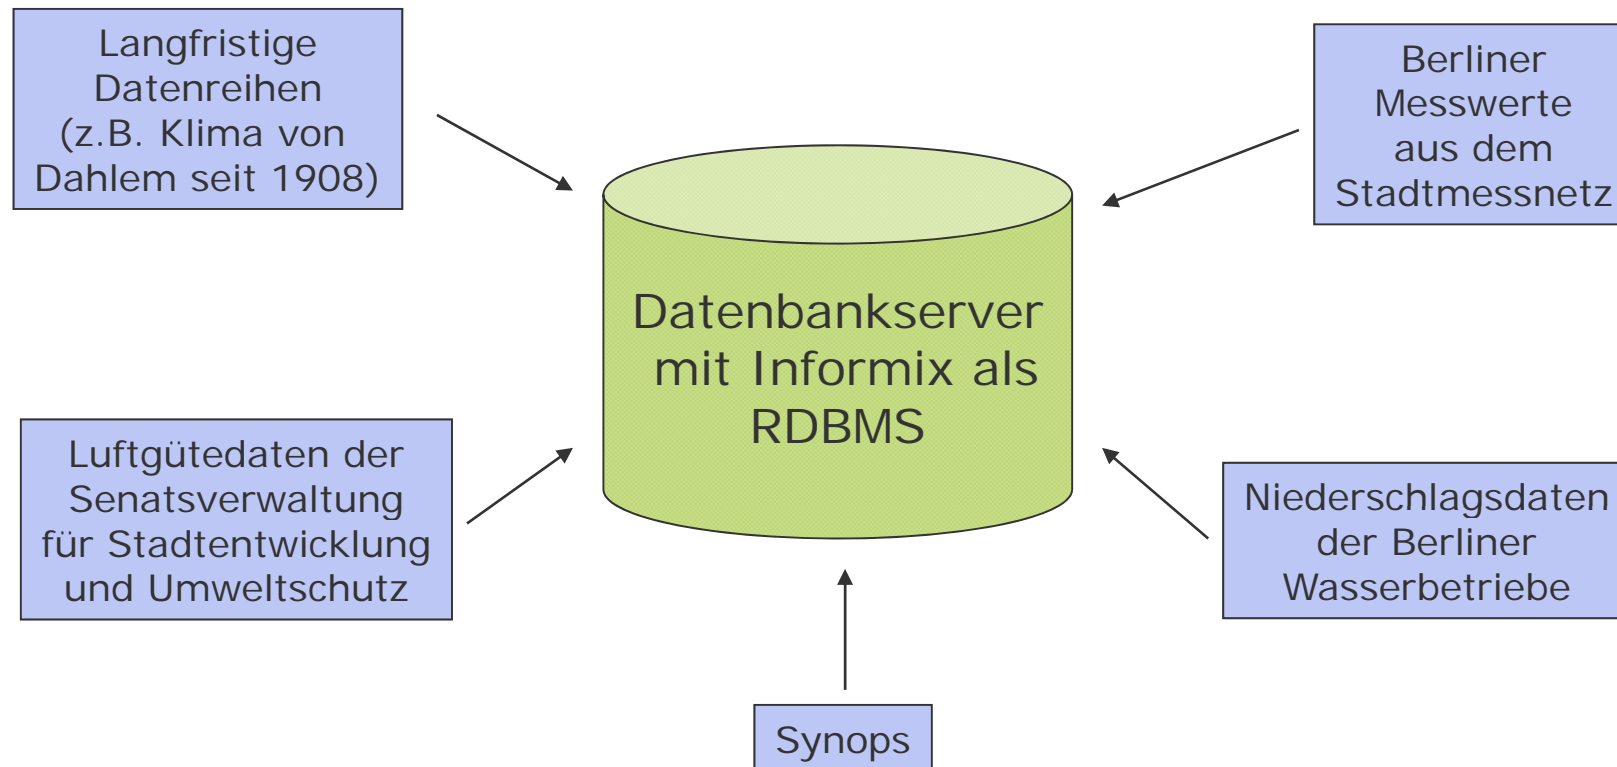 Langfristige
Datenreihen
(z.B. Klima von
Dahlem seit 1908)
Berliner
Messwerte
aus dem
Stadtmessnetz
Datenbankserver
mit Informix als
RDBMS
Luftgütedaten der
Senatsverwaltung
für Stadtentwicklung
und Umweltschutz
Niederschlagsdaten
der Berliner
Wasserbetriebe
Synops